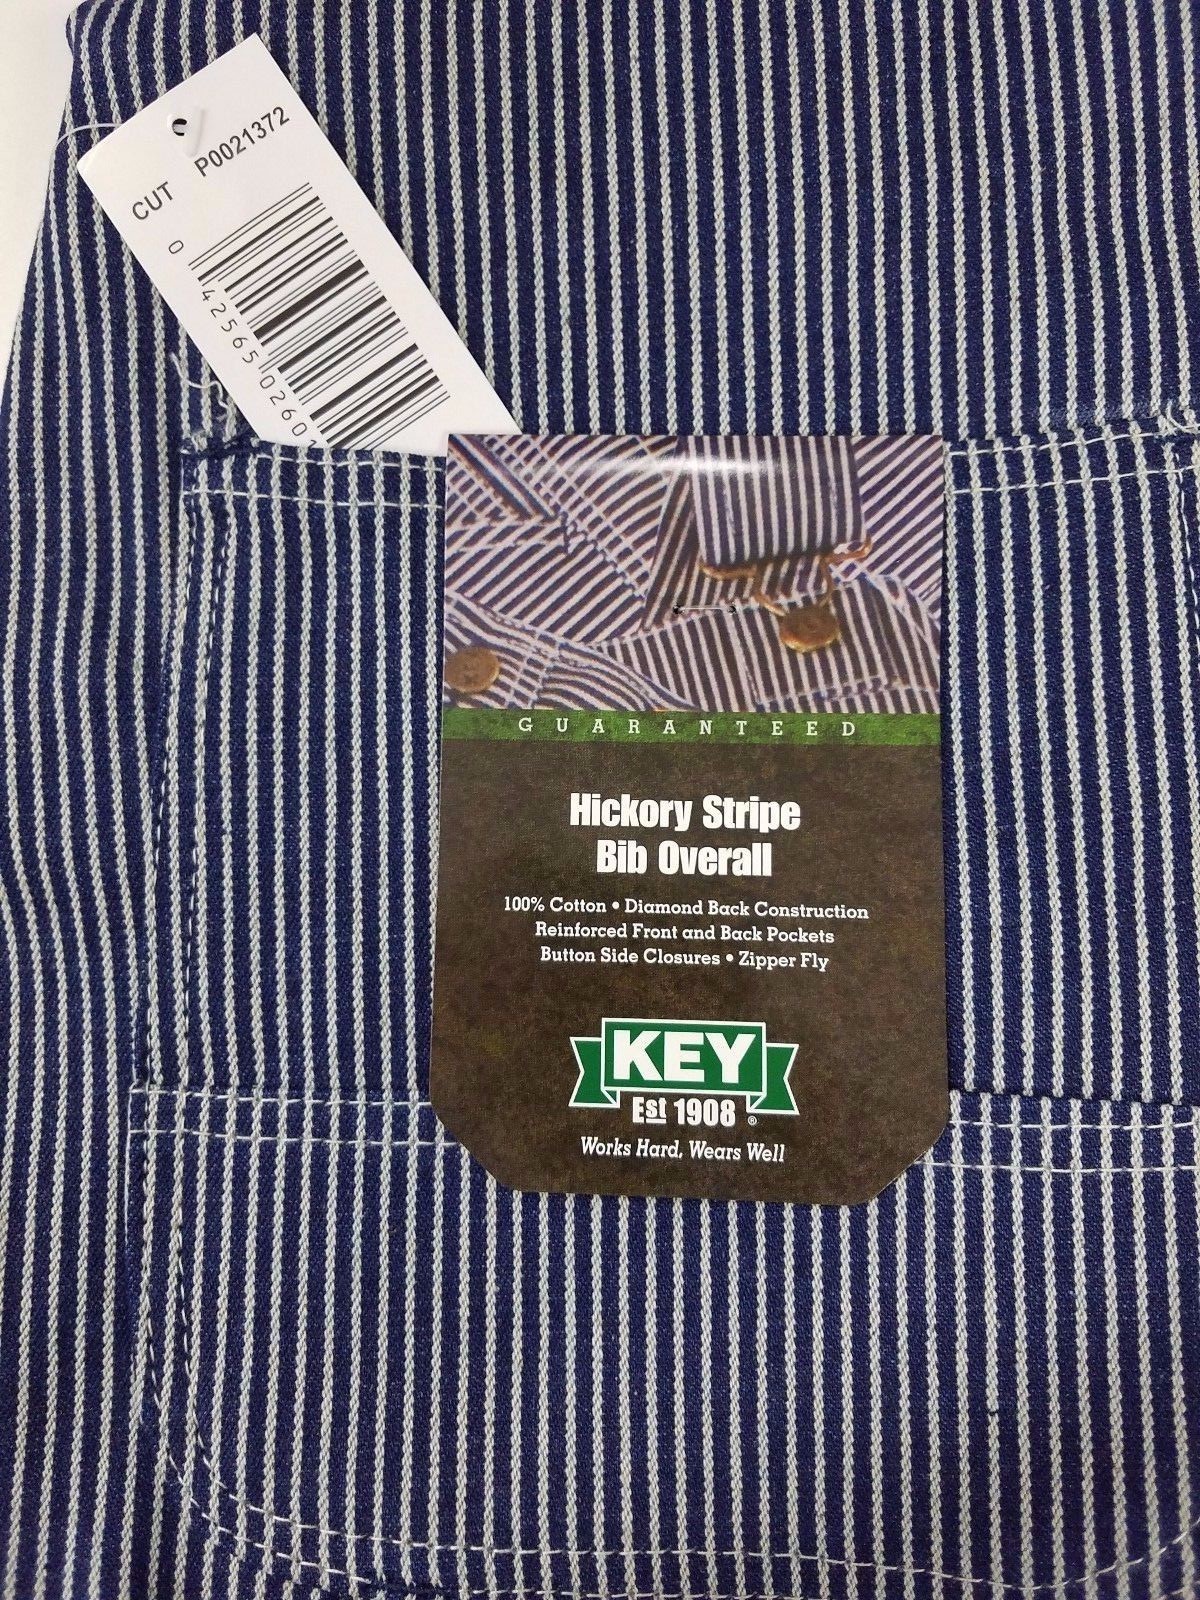 CUT P0021372
0 42565 02601
GUARANTEED
Hickory Stripe
Bib Overall
100% Cotton • Diamond Back Construction
Reinforced Front and Back Pockets
Button Side Closures • Zipper Fly
KEY
Est 1908 ®
Works Hard, Wears Well